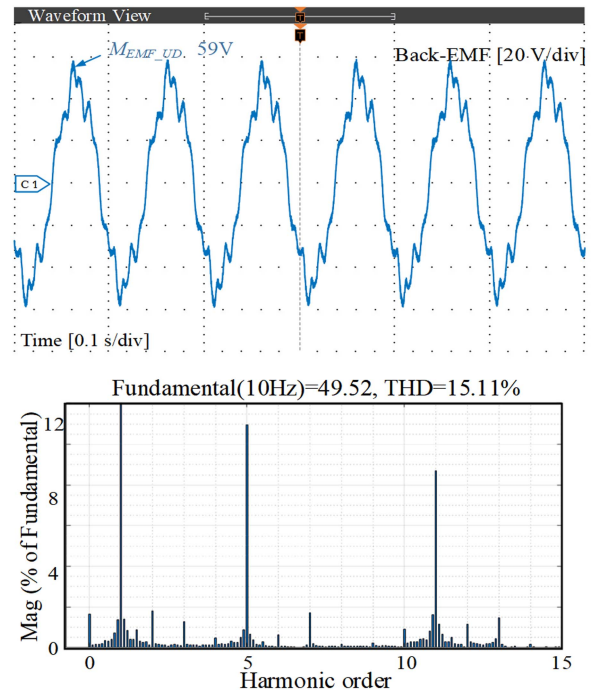 Waveform View
T
T
M_EMF_UD 59V
Back-EMF [20 V/div]
C 1
Time [0.1 s/div]
Fundamental(10Hz)=49.52, THD=15.11%
Mag (% of Fundamental)
12
8
4
0
0 5 10 15
Harmonic order